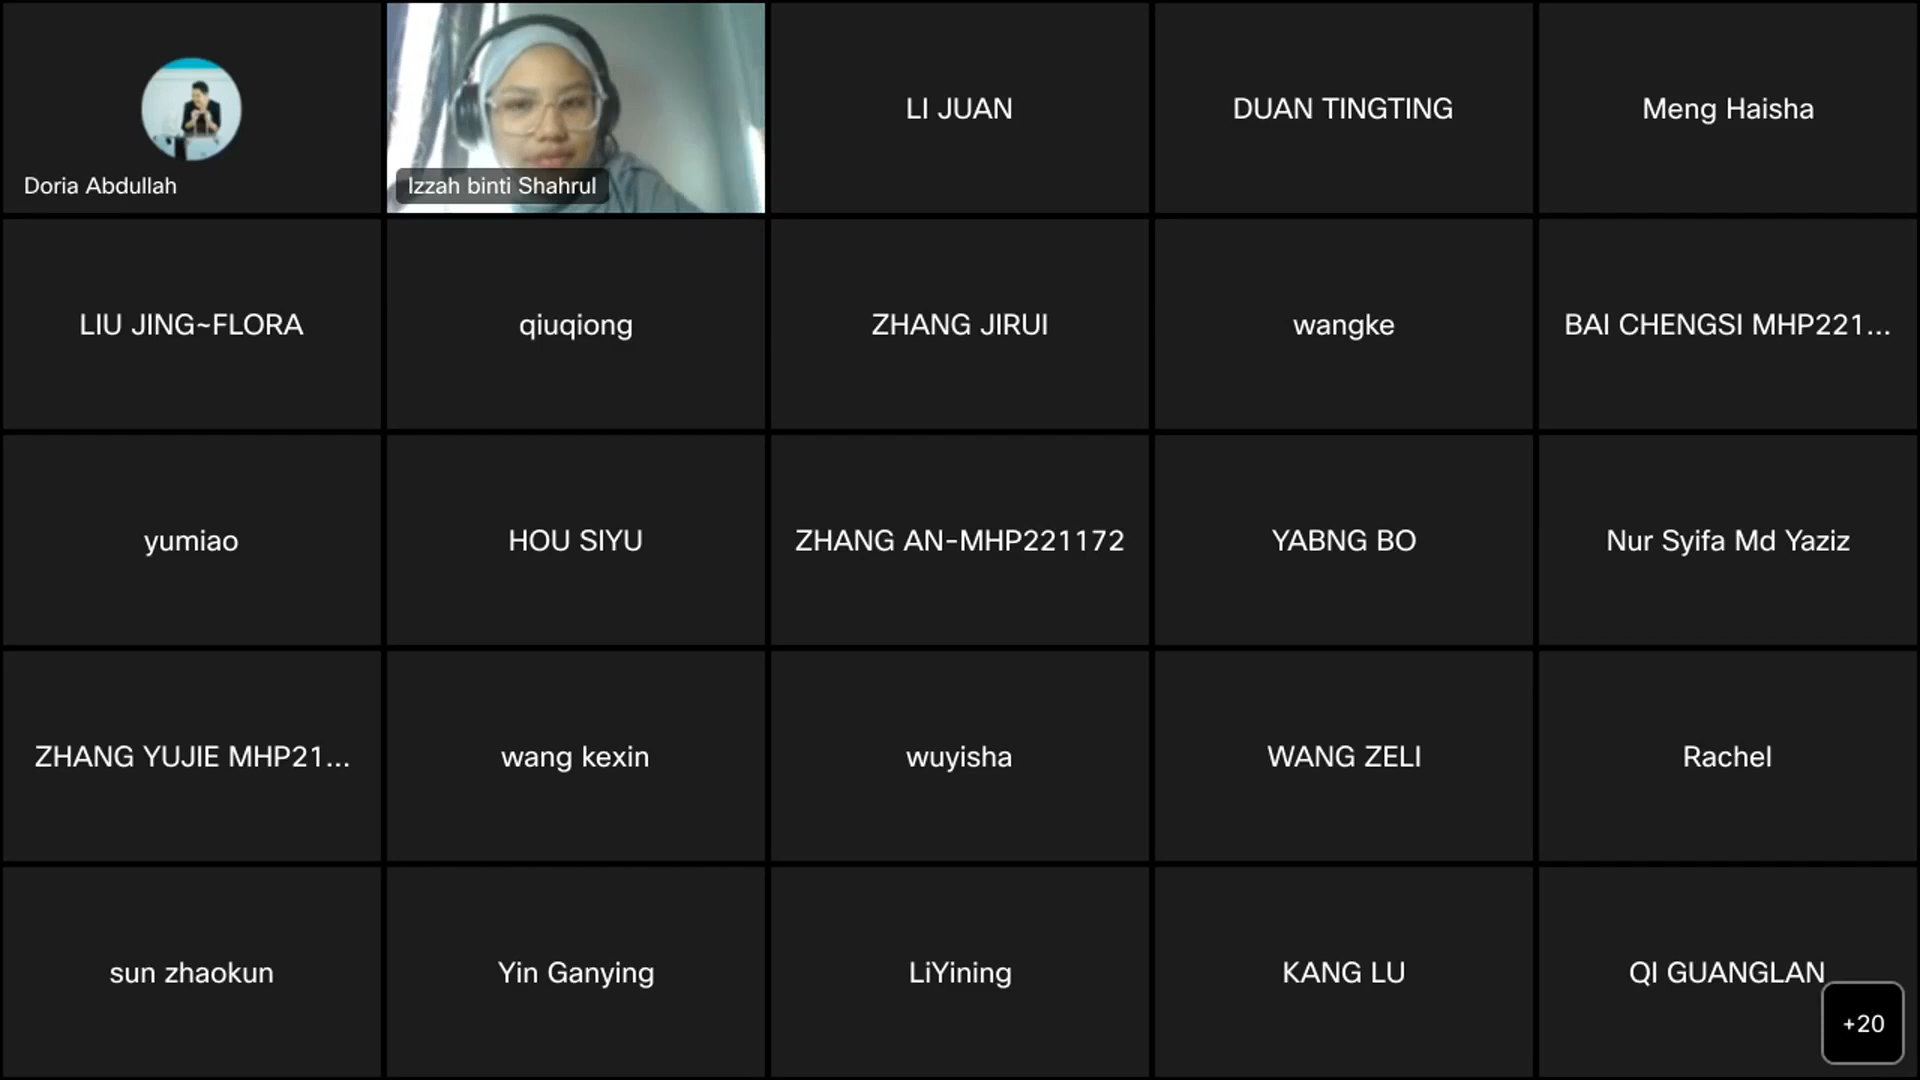 Doria Abdullah
Izzah binti Shahrul
LI JUAN
DUAN TINGTING
Meng Haisha
LIU JING~FLORA
qiuqiong
ZHANG JIRUI
wangke
BAI CHENGSI MHP221...
yumiao
HOU SIYU
ZHANG AN-MHP221172
YABNG BO
Nur Syifa Md Yaziz
ZHANG YUJIE MHP21...
wang kexin
wuyisha
WANG ZELI
Rachel
sun zhaokun
Yin Ganying
LiYining
KANG LU
QI GUANGLAN
+20